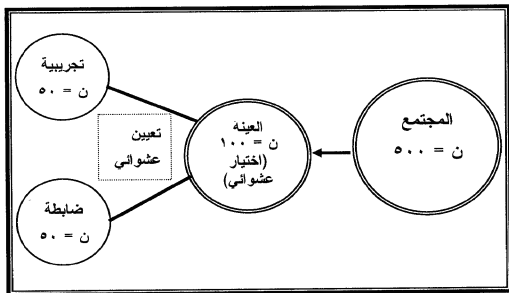 المجتمع
ن = ٥٠٠
العينة
ن = ١٠٠
(اختيار
عشوائي)
تعيين
عشوائي
تجريبية
ن = ٥٠
ضابطة
ن = ٥٠